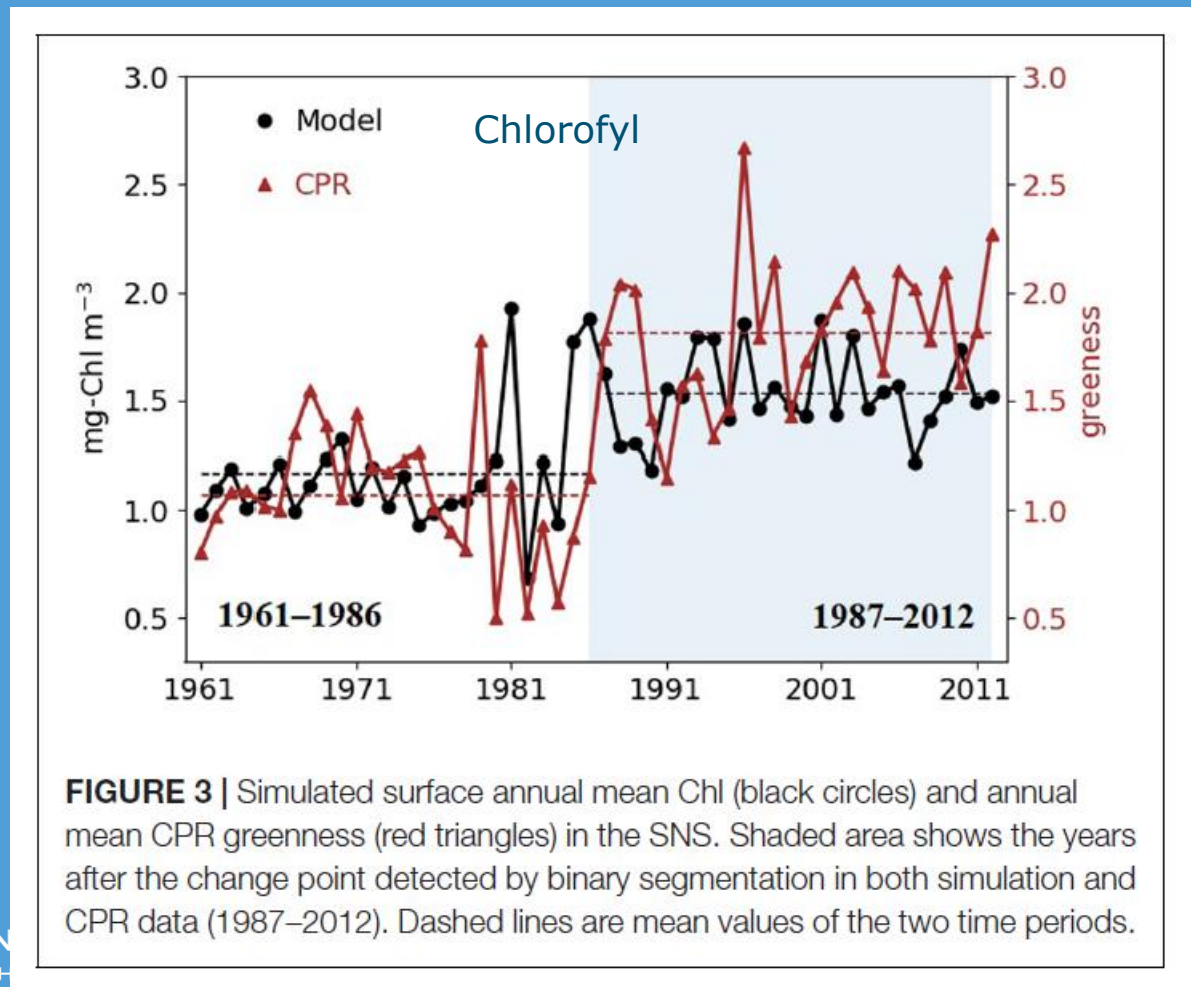 3.0
2.5
2.0
1.5
1.0
0.5
mg-Chl m⁻³
Model
CPR
Chlorofyl
3.0
2.5
2.0
1.5
1.0
0.5
greeness
1961–1986
1987–2012
1961
1971
1981
1991
2001
2011
FIGURE 3 | Simulated surface annual mean Chl (black circles) and annual
mean CPR greenness (red triangles) in the SNS. Shaded area shows the years
after the change point detected by binary segmentation in both simulation and
CPR data (1987–2012). Dashed lines are mean values of the two time periods.